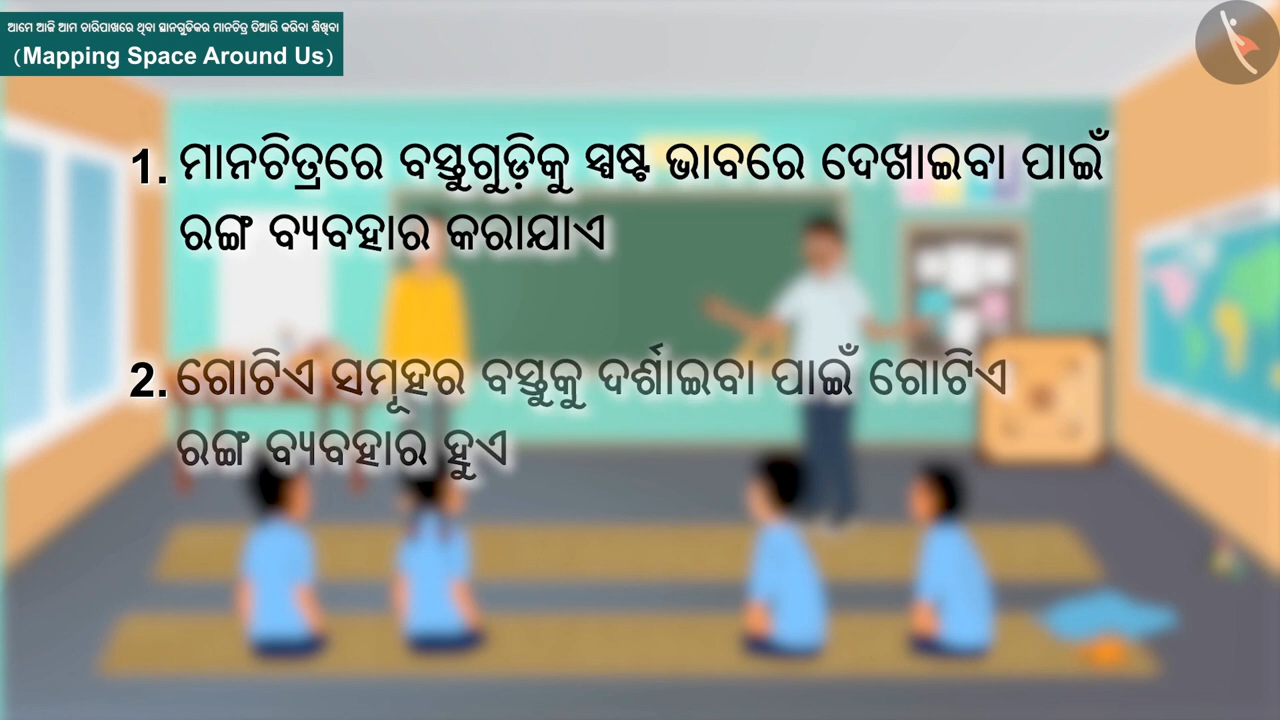 ଆମେ ଆଜି ଆମ ଚାରିପାଖରେ ଥିବା ସ୍ଥାନଗୁଡିକର ମାନଚିତ୍ର ତିଆରି କରିବା ଶିଖିବା
(Mapping Space Around Us)
1. ମାନଚିତ୍ରରେ ବସ୍ତୁଗୁଡ଼ିକୁ ସ୍ପଷ୍ଟ ଭାବରେ ଦେଖାଇବା ପାଇଁ
ରଙ୍ଗ ବ୍ୟବହାର କରାଯାଏ
2. ଗୋଟିଏ ସମୂହର ବସ୍ତୁକୁ ଦର୍ଶାଇବା ପାଇଁ ଗୋଟିଏ
ରଙ୍ଗ ବ୍ୟବହାର ହୁଏ